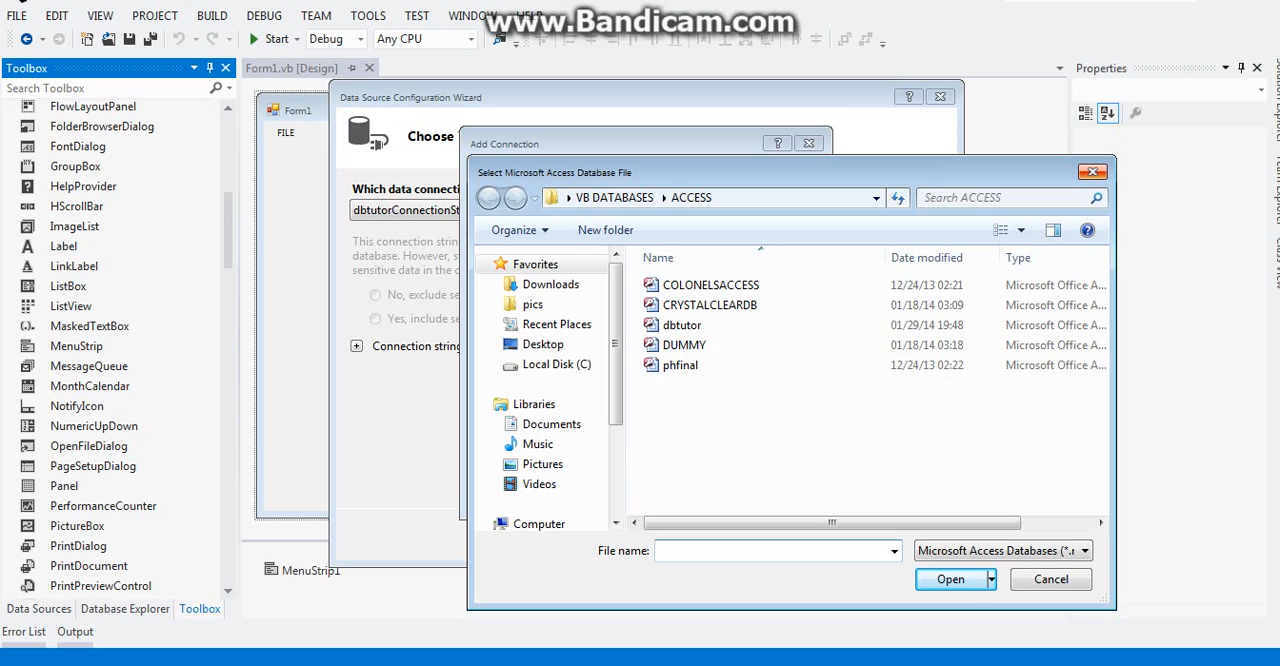 FILE EDIT VIEW PROJECT BUILD DEBUG TEAM TOOLS TEST WINDOW HELP
www.Bandicam.com
Start Debug Any CPU
Toolbox
Form1.vb [Design]
Properties
Search Toolbox
FlowLayoutPanel
FolderBrowserDialog
FontDialog
GroupBox
HelpProvider
HScrollBar
ImageList
Label
LinkLabel
ListBox
ListView
MaskedTextBox
MenuStrip
MessageQueue
MonthCalendar
NotifyIcon
NumericUpDown
OpenFileDialog
PageSetupDialog
Panel
PerformanceCounter
PictureBox
PrintDialog
PrintDocument
PrintPreviewControl
Data Sources Database Explorer Toolbox
Error List Output
Form1
FILE
MenuStrip1
Data Source Configuration Wizard
Choose
Which data connecti
dbtutorConnectionSt
This connection string
database. However, s
sensitive data in the c
No, exclude se
Yes, include se
Connection string
Add Connection
Select Microsoft Access Database File
VB DATABASES ACCESS
Search ACCESS
Organize New folder
Favorites
Downloads
pics
Recent Places
Desktop
Local Disk (C)
Libraries
Documents
Music
Pictures
Videos
Computer
Name Date modified Type
COLONELSACCESS 12/24/13 02:21 Microsoft Office A...
CRYSTALCLEARDB 01/18/14 03:09 Microsoft Office A...
dbtutor 01/29/14 19:48 Microsoft Office A...
DUMMY 01/18/14 03:18 Microsoft Office A...
phfinal 12/24/13 02:22 Microsoft Office A...
File name:
Microsoft Access Databases (*.r
Open Cancel